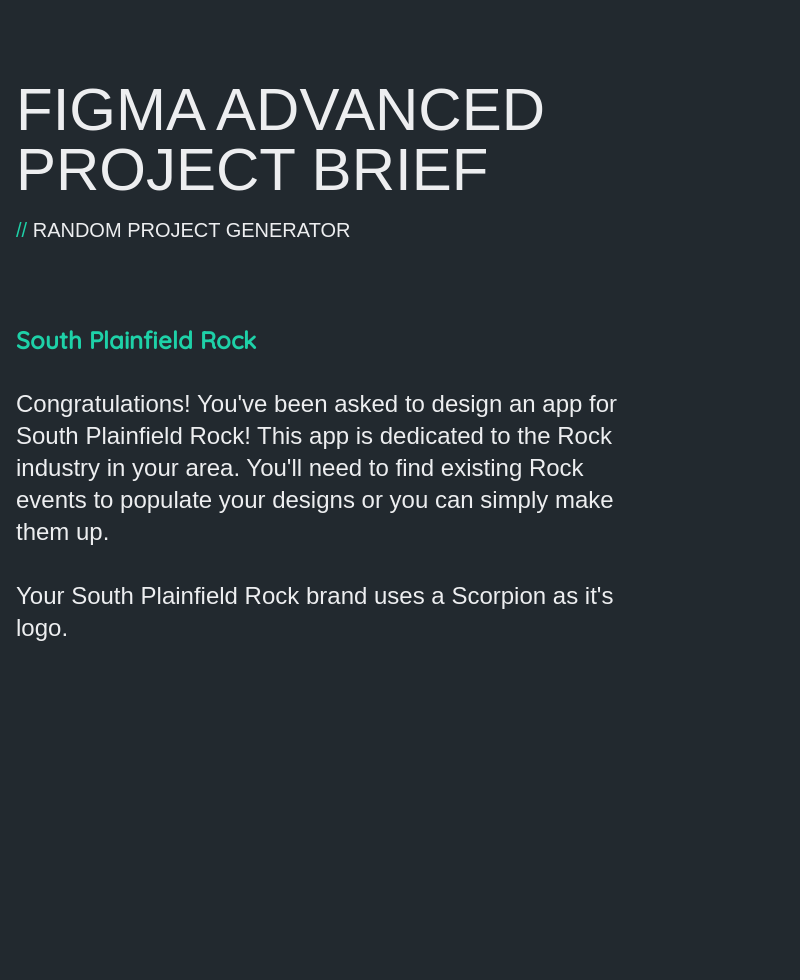 FIGMA ADVANCED
PROJECT BRIEF
// RANDOM PROJECT GENERATOR
South Plainfield Rock
Congratulations! You've been asked to design an app for
South Plainfield Rock! This app is dedicated to the Rock
industry in your area. You'll need to find existing Rock
events to populate your designs or you can simply make
them up.
Your South Plainfield Rock brand uses a Scorpion as it's
logo.